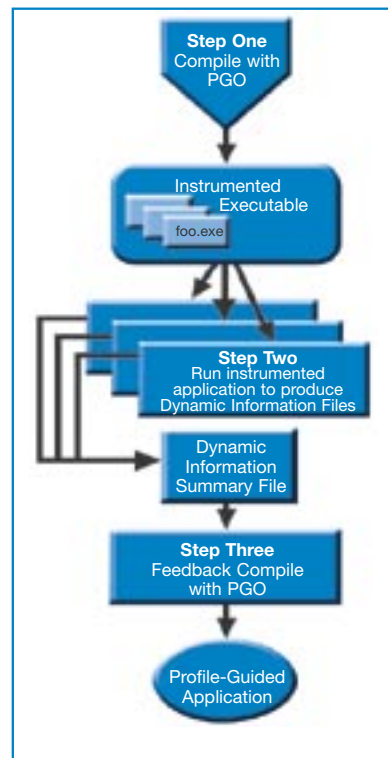 Step One
Compile with
PGO
Instrumented
Executable
foo.exe
Step Two
Run instrumented
application to produce
Dynamic Information Files
Dynamic
Information
Summary File
Step Three
Feedback Compile
with PGO
Profile-Guided
Application